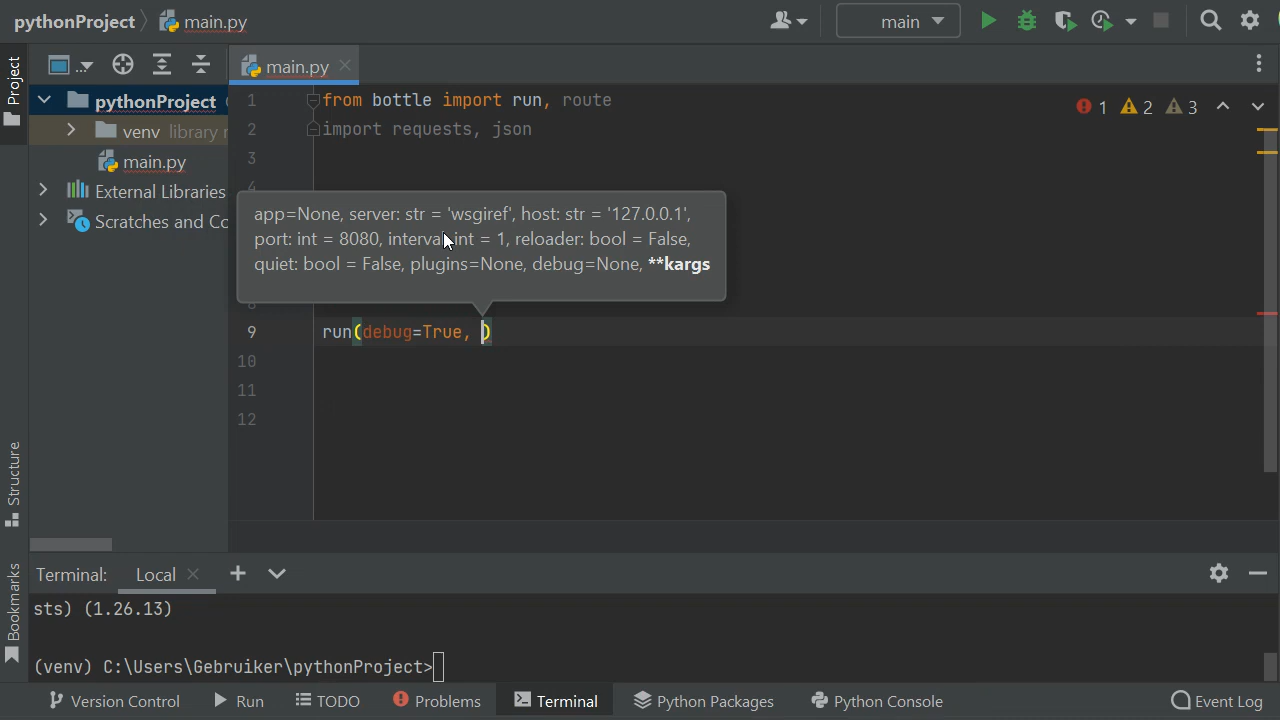 pythonProject
main.py
main
Project
...
main.py
pythonProject
venv library r
main.py
External Libraries
Scratches and Co
1 from bottle import run, route
2 import requests, json
3
1 2 3
app=None, server: str = 'wsgiref', host: str = '127.0.0.1',
port: int = 8080, interval: int = 1, reloader: bool = False,
quiet: bool = False, plugins=None, debug=None, **kargs
9 run(debug=True, )
10
11
12
Structure
Bookmarks
Terminal: Local
sts) (1.26.13)
(venv) C:\Users\Gebruiker\pythonProject>
Version Control
Run
TODO
Problems
Terminal
Python Packages
Python Console
Event Log